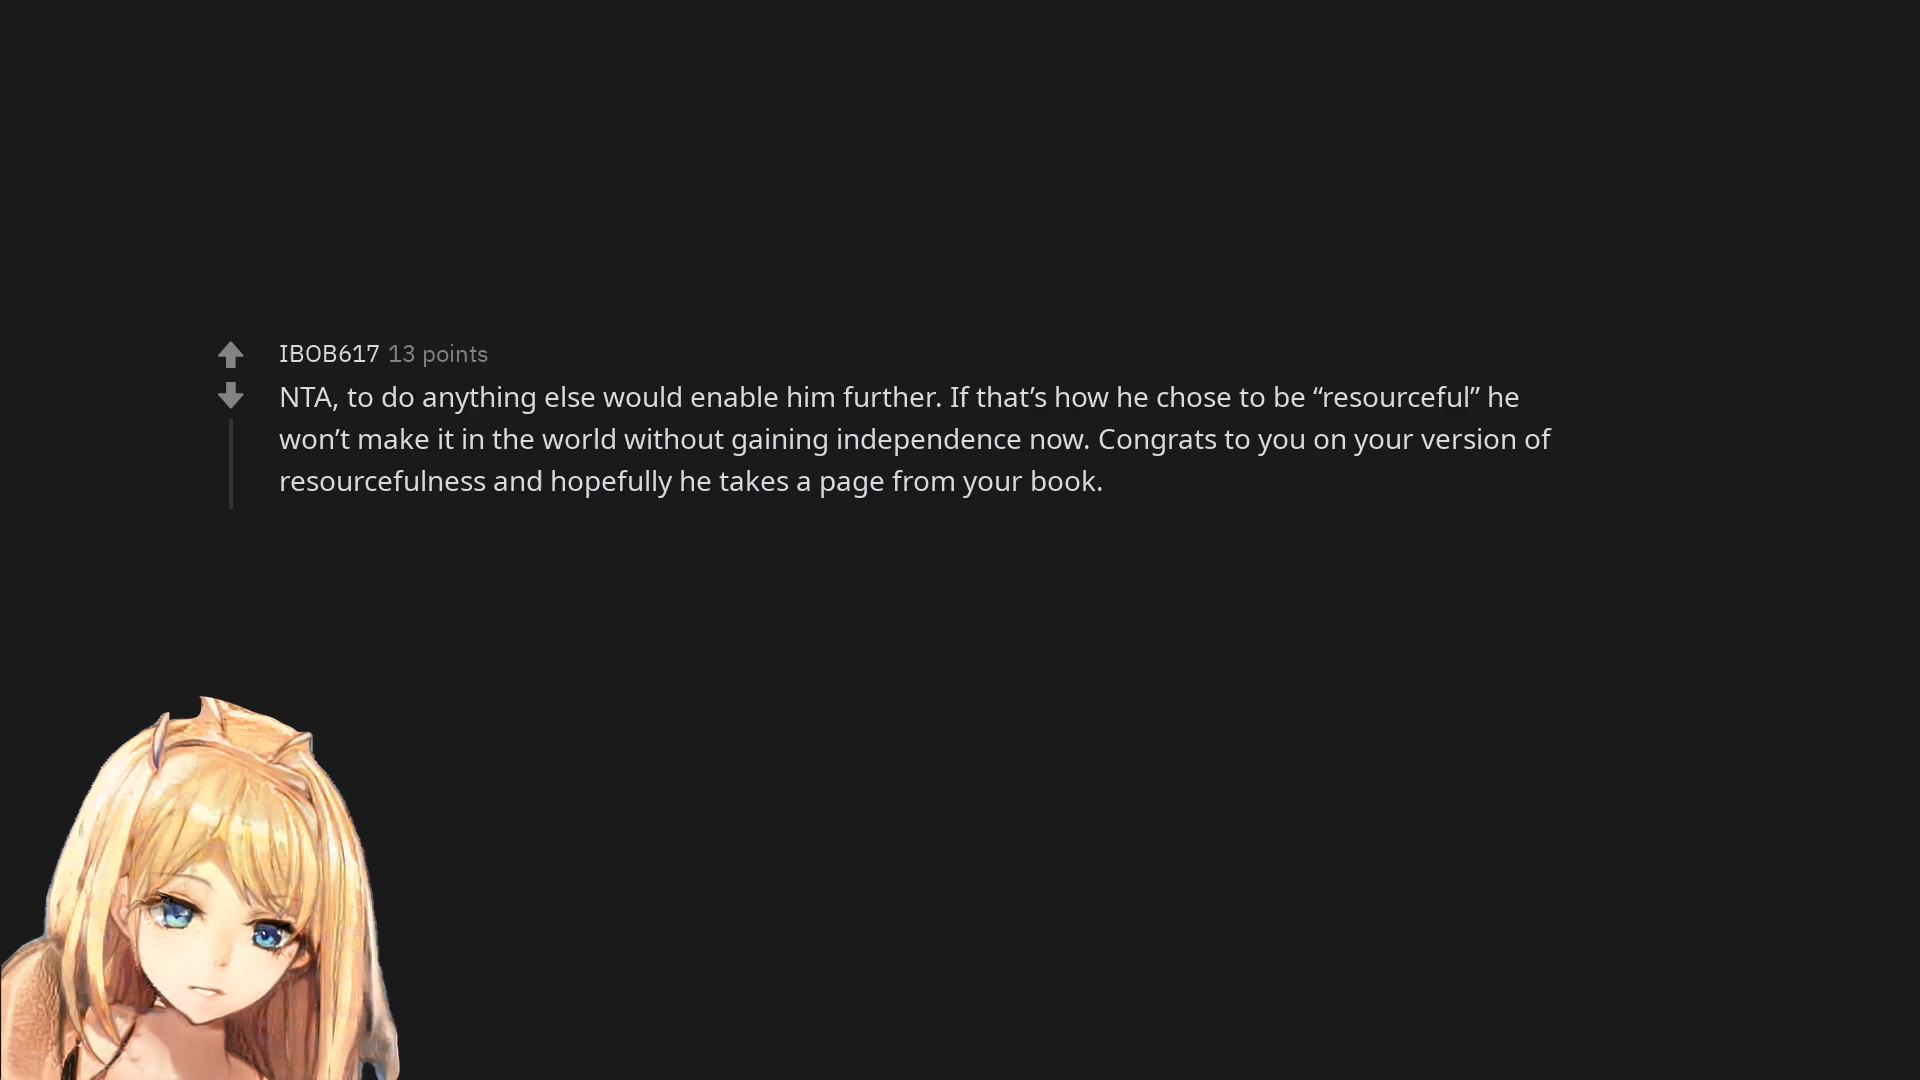 IBOB617 13 points
NTA, to do anything else would enable him further. If that’s how he chose to be “resourceful” he
won’t make it in the world without gaining independence now. Congrats to you on your version of
resourcefulness and hopefully he takes a page from your book.